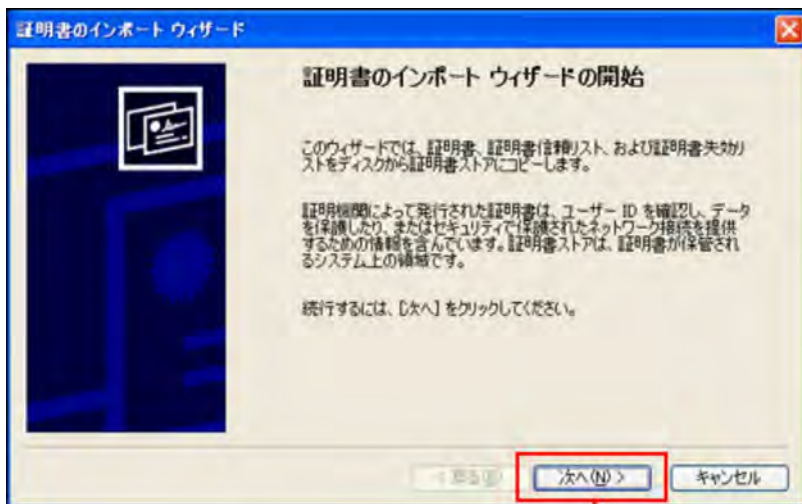 証明書のインポート ウィザード
証明書のインポート ウィザードの開始
このウィザードでは、証明書、証明書信頼リスト、および証明書失効リ
ストをディスクから証明書ストアにコピーします。
証明機関によって発行された証明書は、ユーザー ID を確認し、データ
を保護したり、またはセキュリティで保護されたネットワーク接続を提供
するための情報を含んでいます。証明書ストアは、証明書が保管され
るシステム上の領域です。
続行するには、[次へ] をクリックしてください。
< 戻る(B)
次へ(N) >
キャンセル